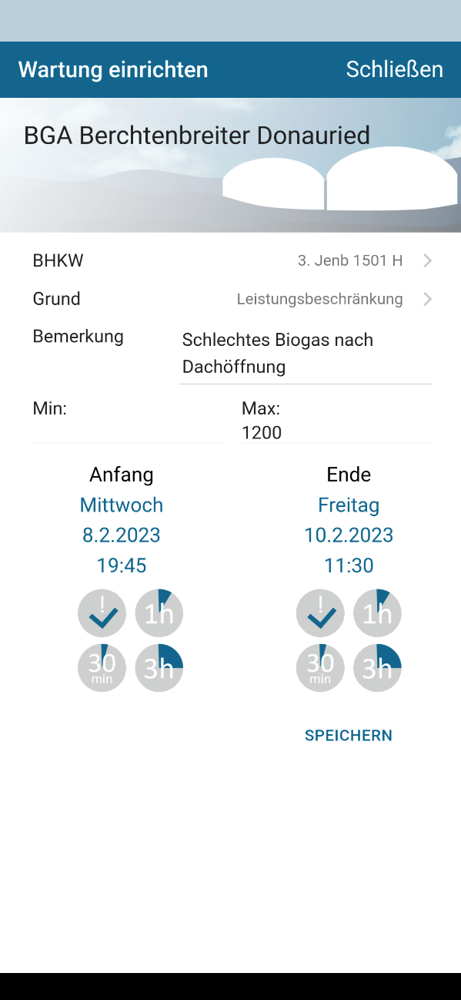 Wartung einrichten Schließen
BGA Berchtenbreiter Donauried
BHKW 3. Jenb 1501 H
Grund Leistungsbeschränkung
Bemerkung Schlechtes Biogas nach
Dachöffnung
Min: Max:
1200
Anfang Ende
Mittwoch Freitag
8.2.2023 10.2.2023
19:45 11:30
! 1h ! 1h
30 min 3h 30 min 3h
SPEICHERN